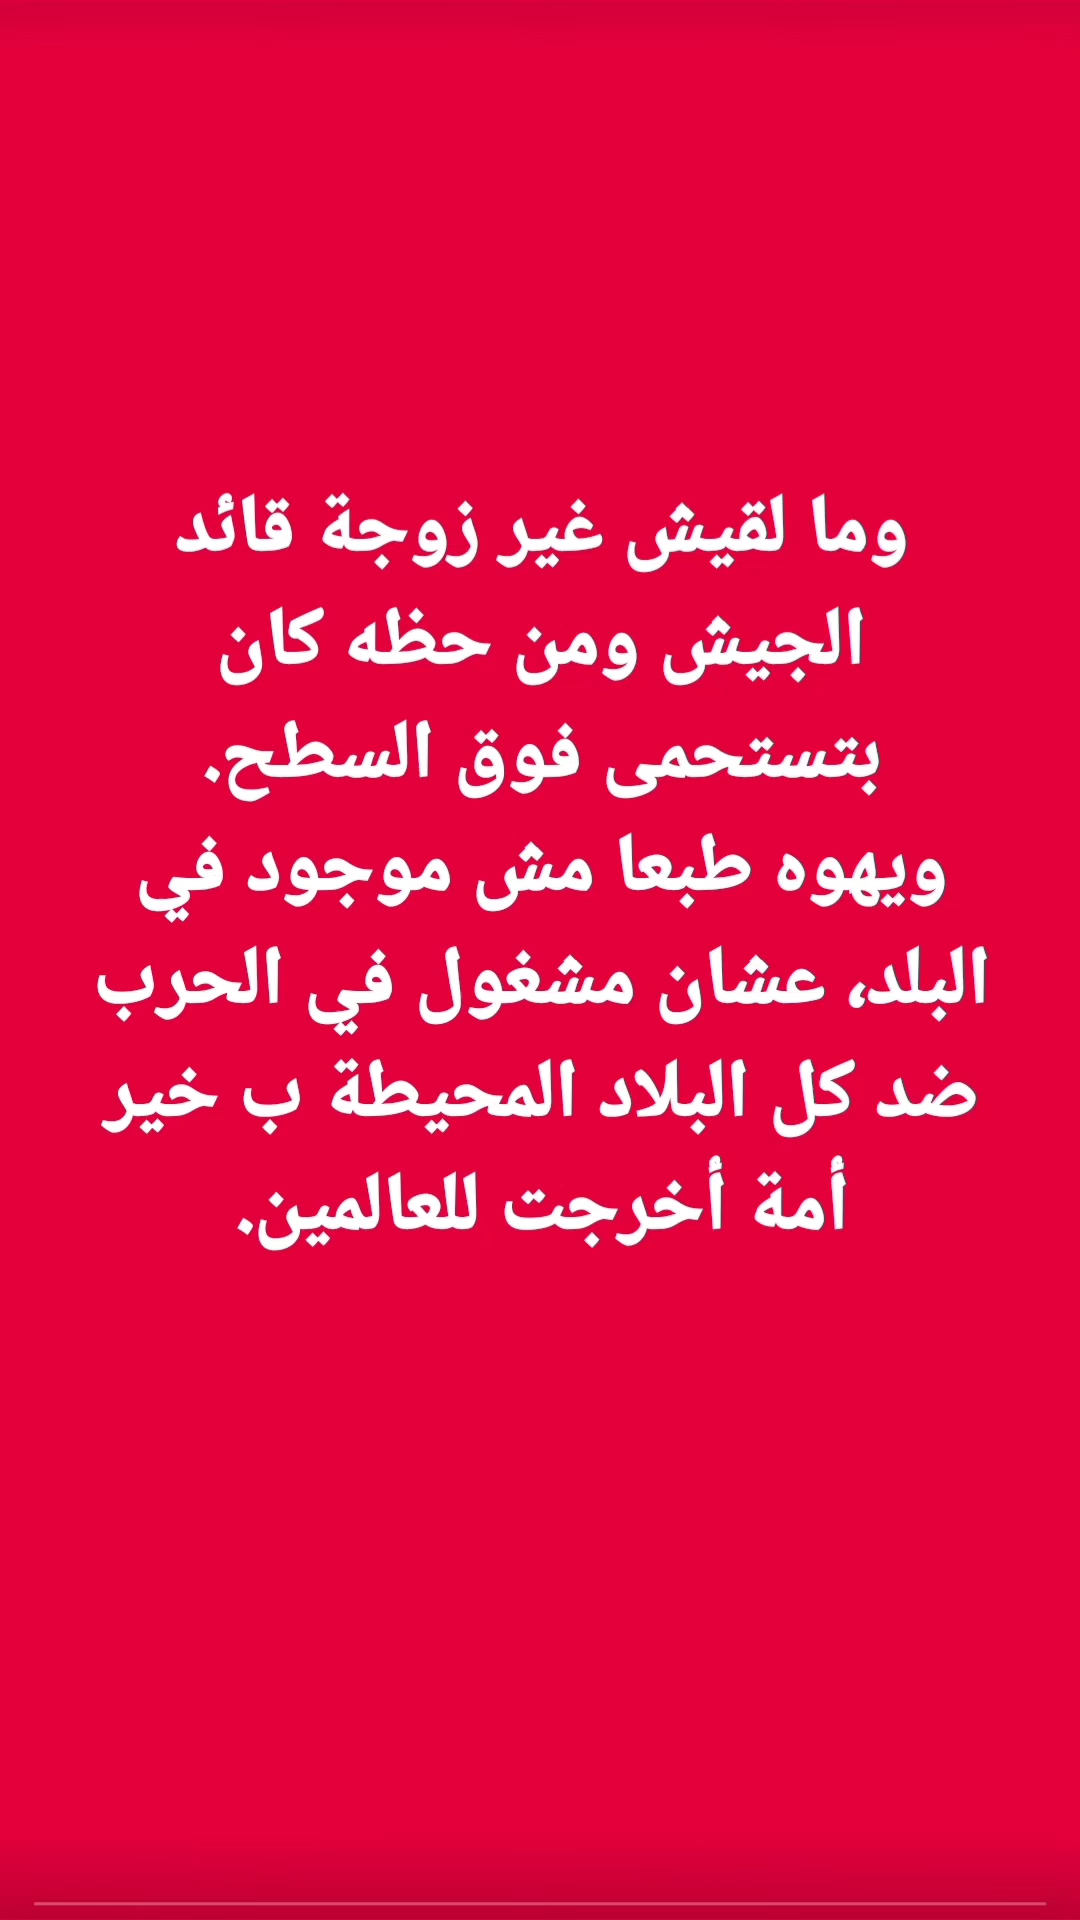 وما لقيش غير زوجة قائد
الجيش ومن حظه كان
بتستحمى فوق السطح.
ويهوه طبعا مش موجود في
البلد، عشان مشغول في الحرب
ضد كل البلاد المحيطة ب خير
أمة أخرجت للعالمين.